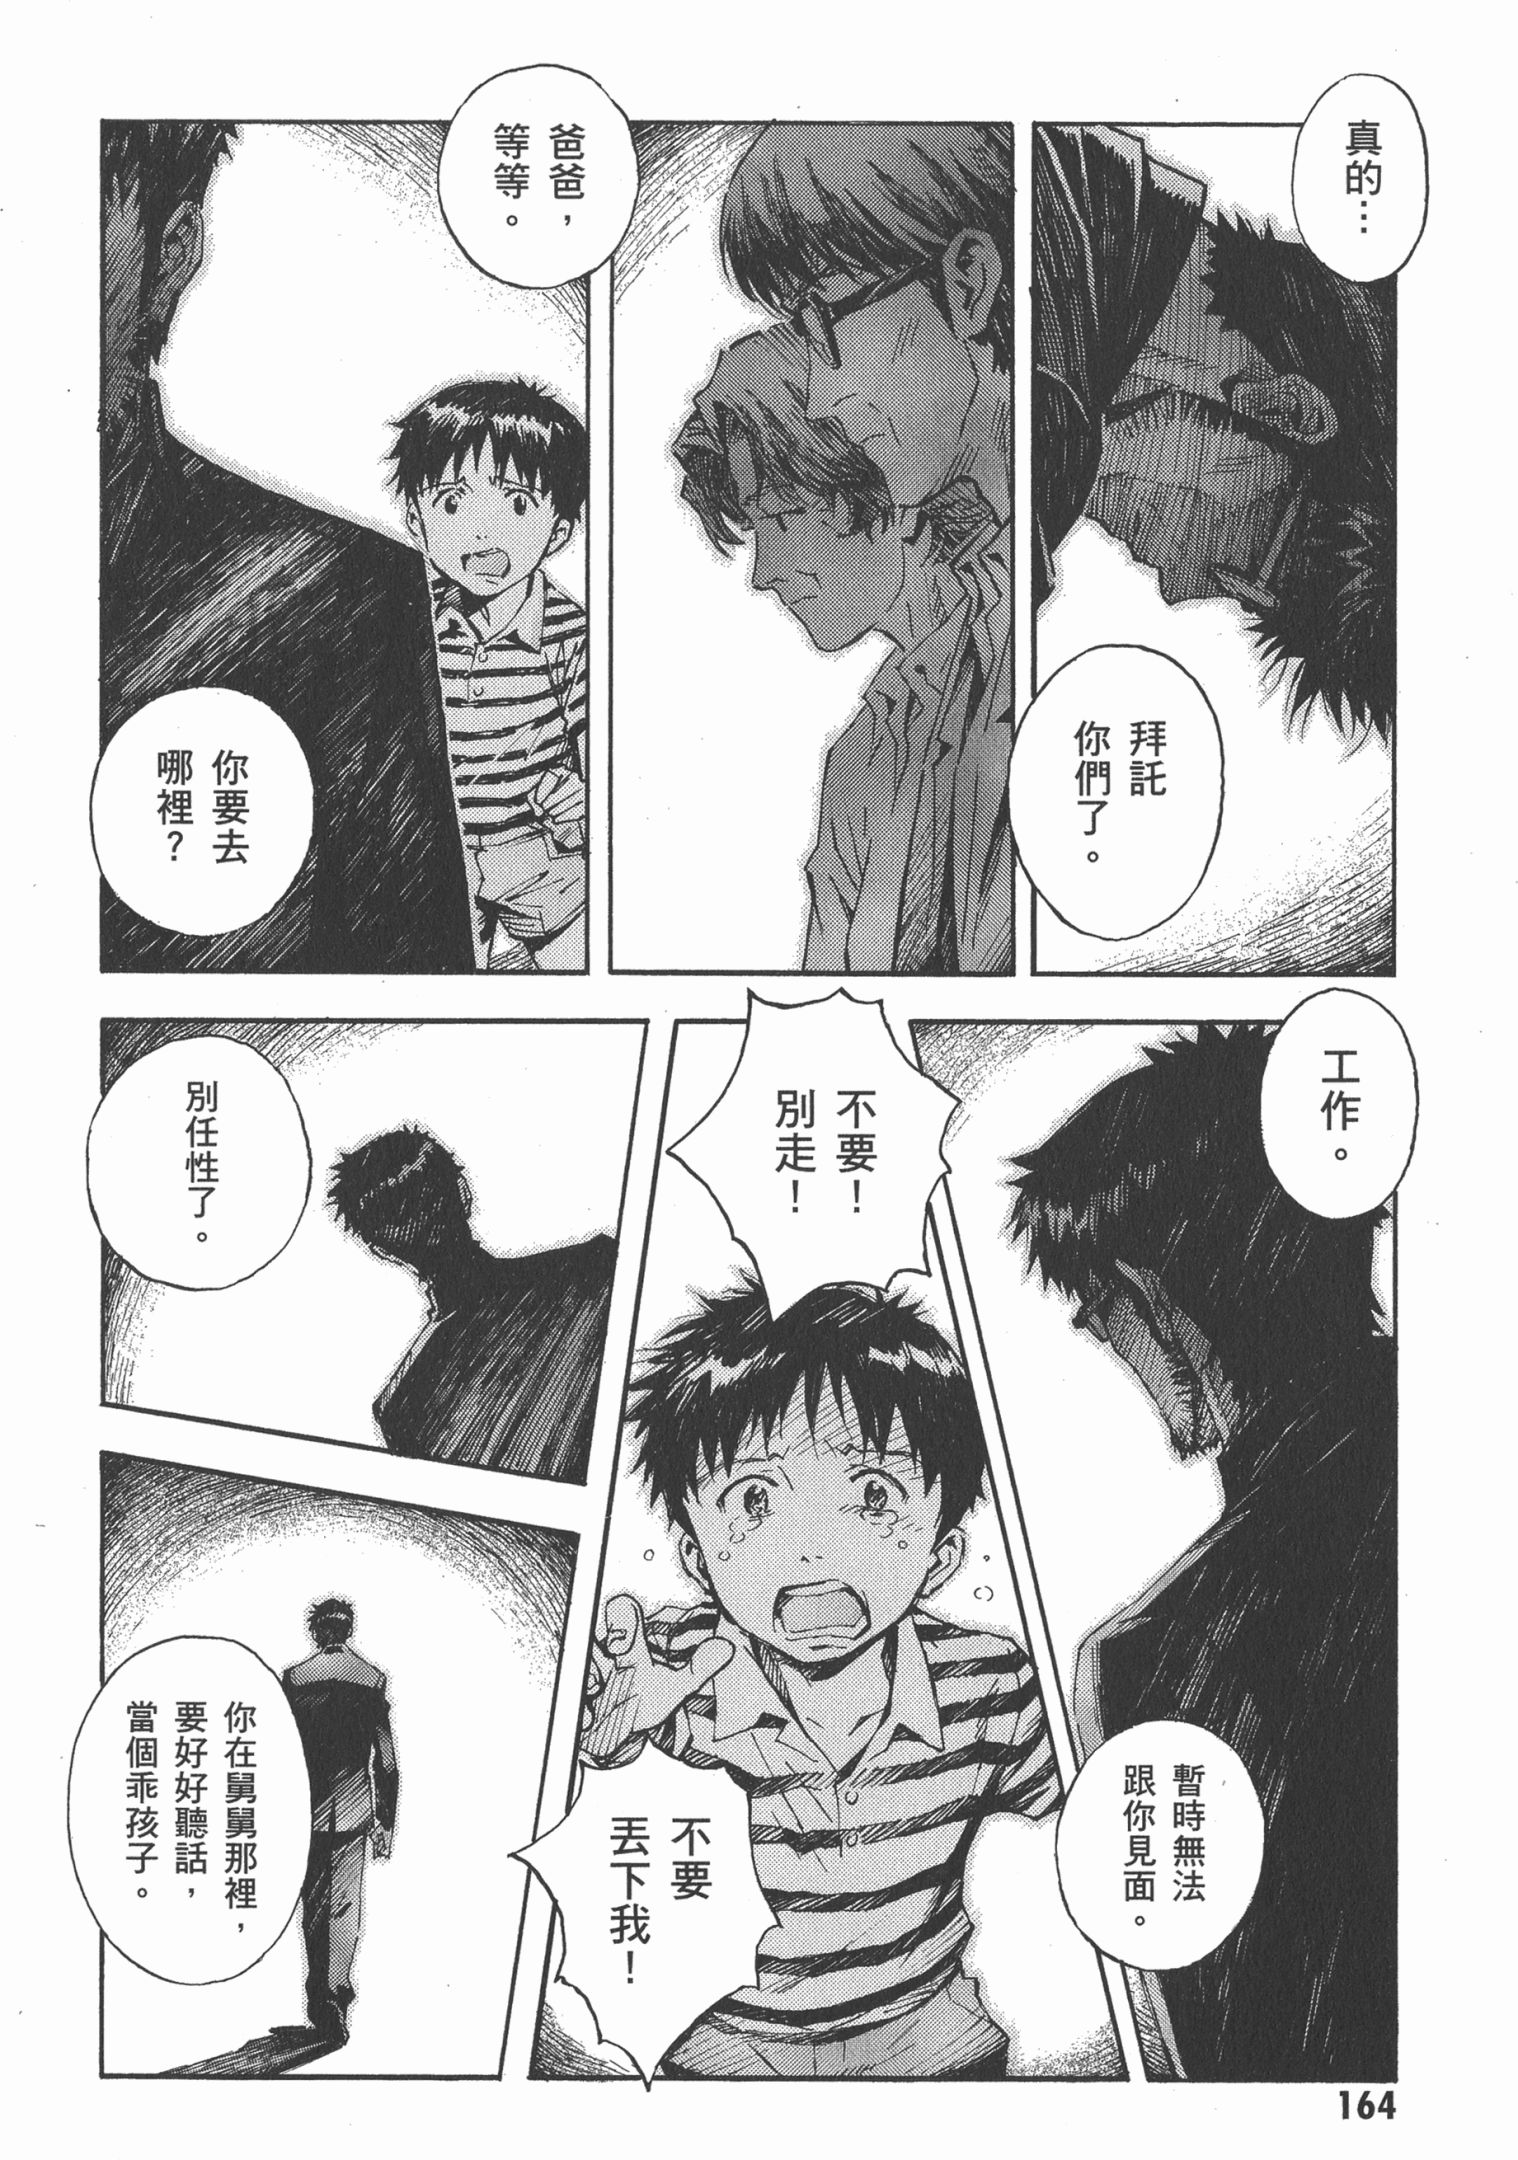 真的…
拜託
你們了。
爸爸，
等等。
你要去
哪裡？
工作。
暫時無法
跟你見面。
不要！
別走！
不要
丟下我！
別任性了。
你在舅舅那裡，
要好好聽話，
當個乖孩子。
164